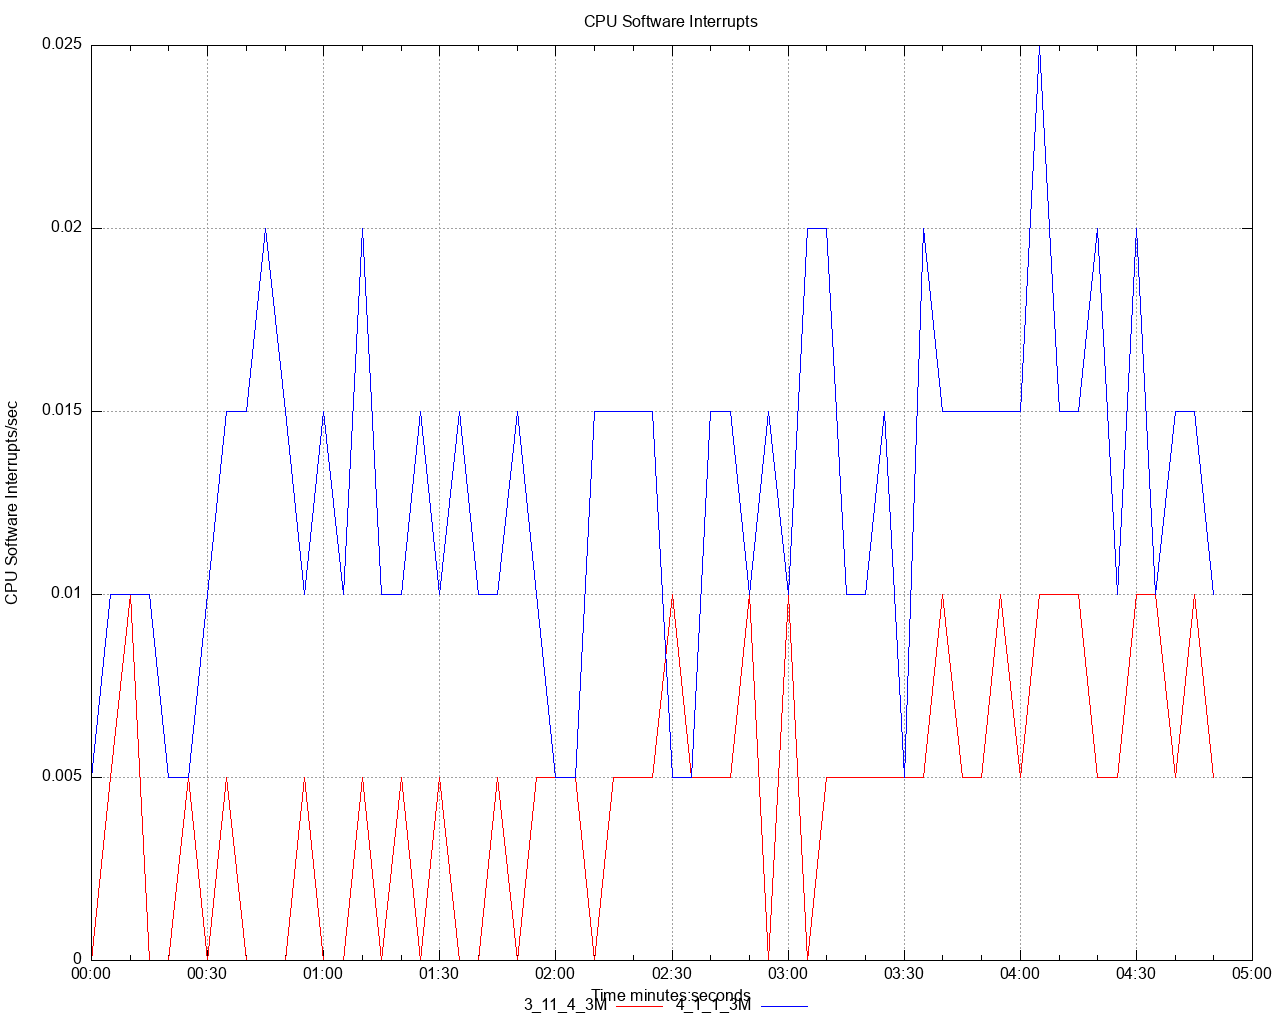 CPU Software Interrupts
0.025
0.02
0.015
0.01
0.005
0
CPU Software Interrupts/sec
00:00 00:30 01:00 01:30 02:00 02:30 03:00 03:30 04:00 04:30 05:00
Time minutes:seconds
3_11_4_3M 4_1_1_3M